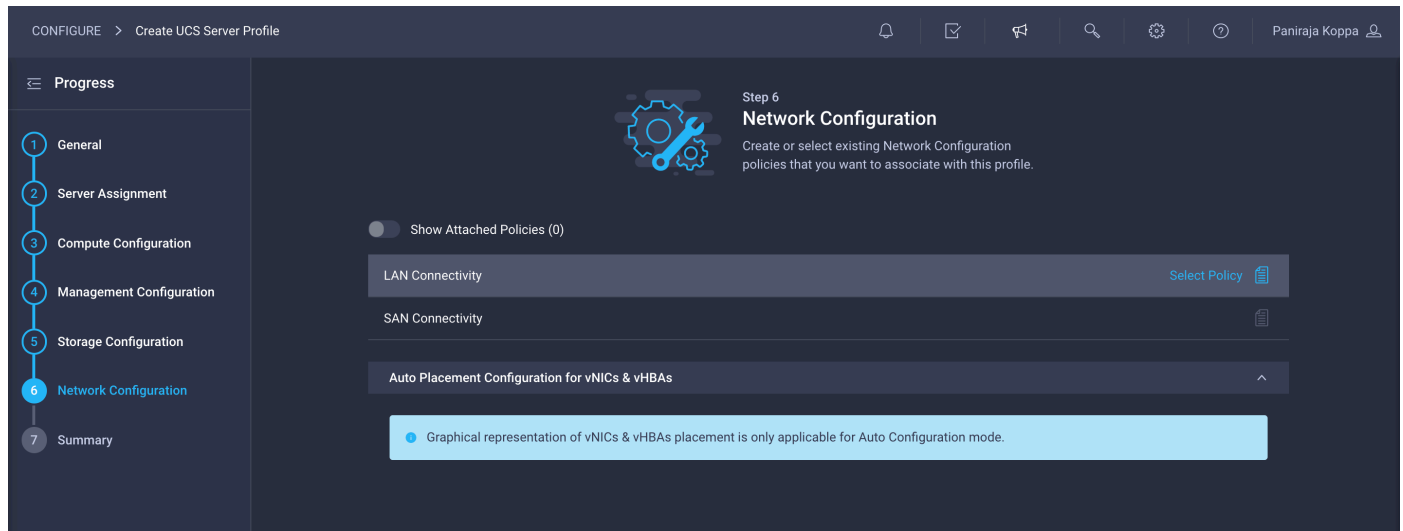 CONFIGURE > Create UCS Server Profile
Paniraja Koppa
Progress
1 General
2 Server Assignment
3 Compute Configuration
4 Management Configuration
5 Storage Configuration
6 Network Configuration
7 Summary
Step 6
Network Configuration
Create or select existing Network Configuration
policies that you want to associate with this profile.
Show Attached Policies (0)
LAN Connectivity Select Policy
SAN Connectivity
Auto Placement Configuration for vNICs & vHBAs
Graphical representation of vNICs & vHBAs placement is only applicable for Auto Configuration mode.